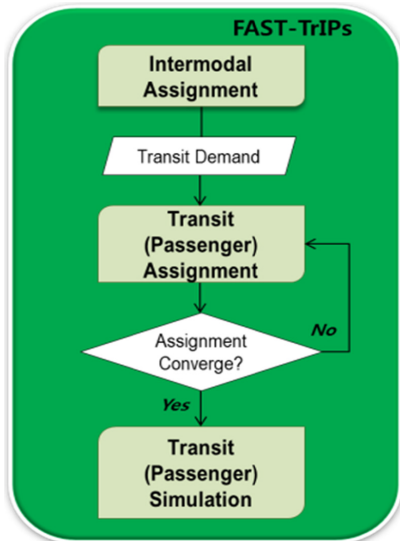 FAST-TrIPs
Intermodal
Assignment
Transit Demand
Transit
(Passenger)
Assignment
Assignment
Converge?
No
Yes
Transit
(Passenger)
Simulation